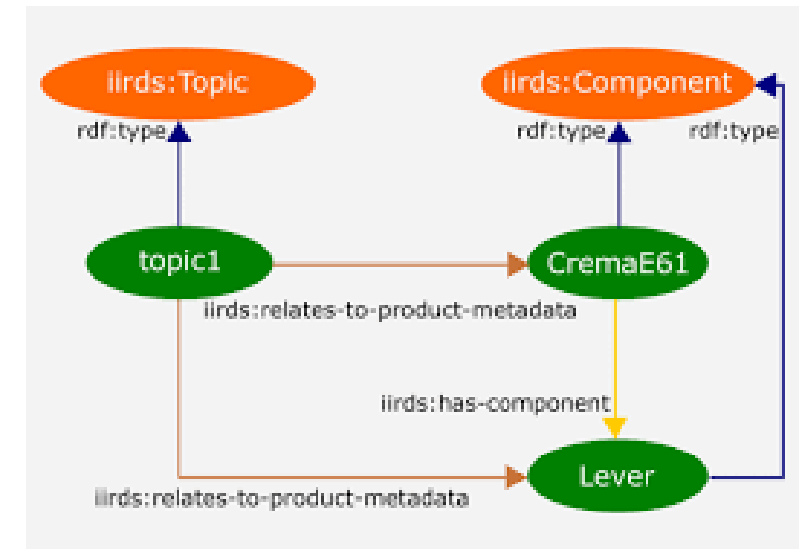 iirds:Topic
iirds:Component
rdf:type
rdf:type
rdf:type
topic1
CremaE61
iirds:relates-to-product-metadata
iirds:has-component
Lever
iirds:relates-to-product-metadata